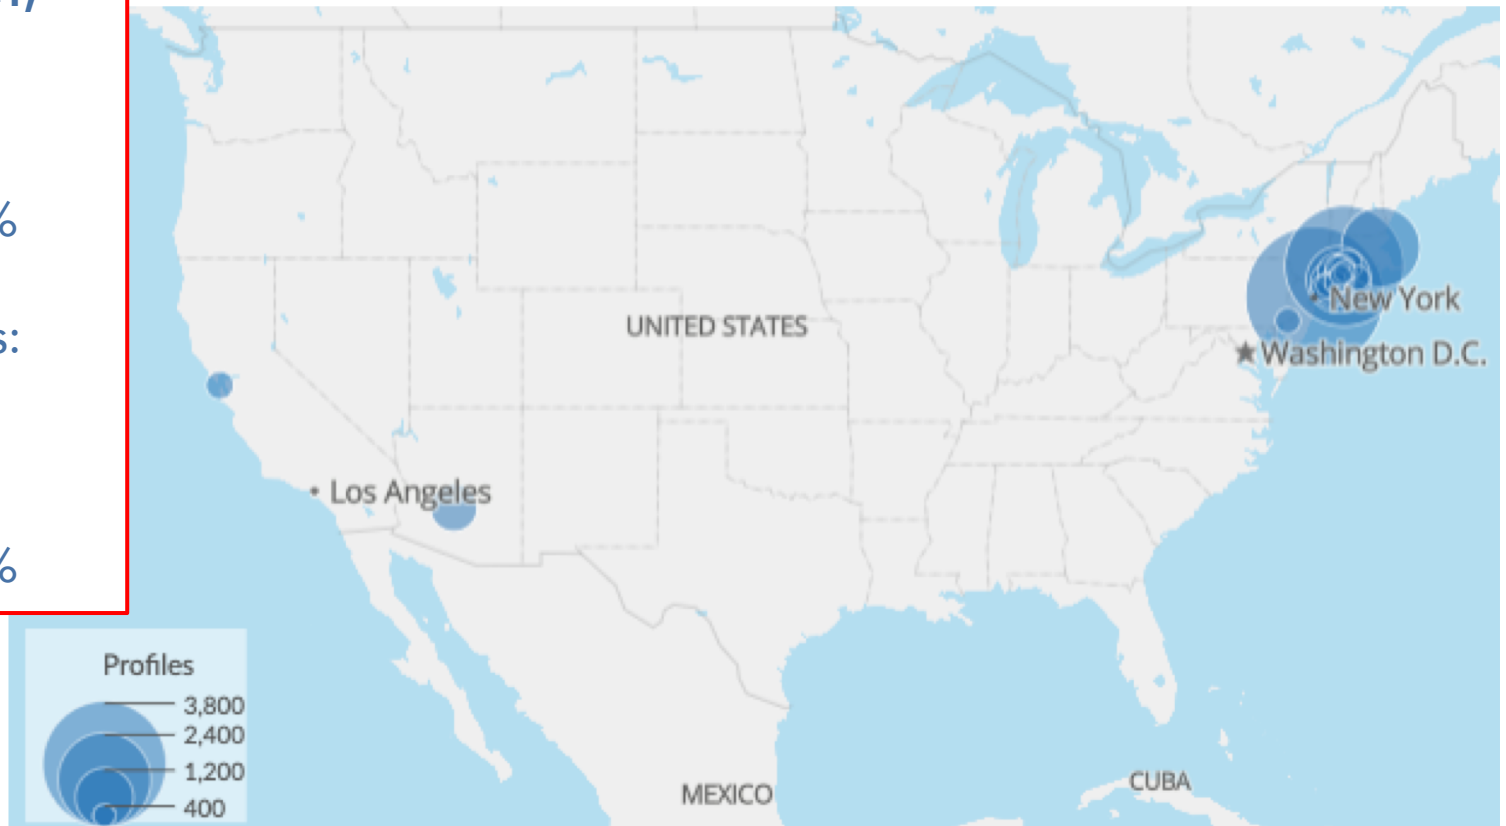 %
s:
%
UNITED STATES
New York
Washington D.C.
Los Angeles
Profiles
3,800
2,400
1,200
400
MEXICO
CUBA